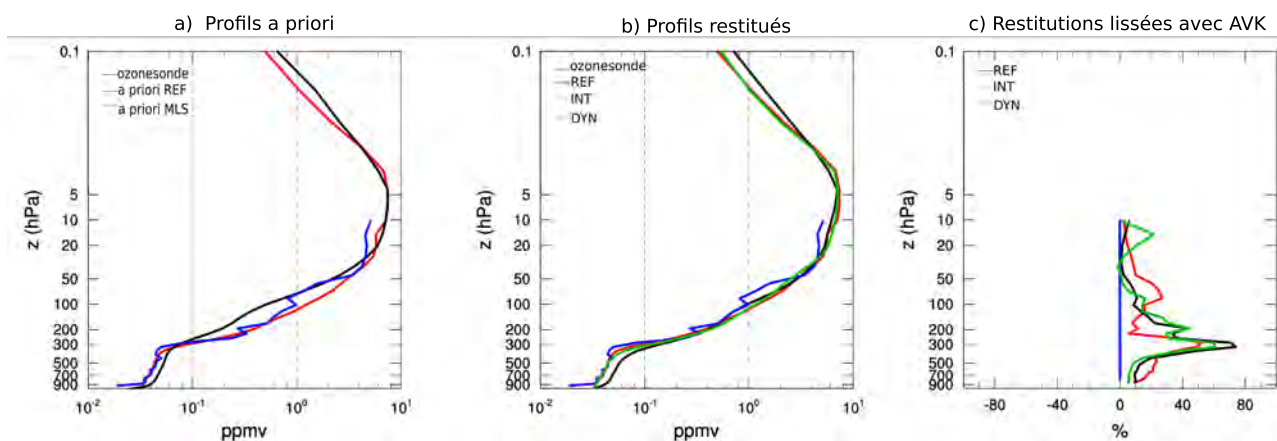 a) Profils a priori
0.1
5
10
20
50
100
200
300
500
700
900
z (hPa)
ozonesonde
a priori REF
a priori MLS
10-2
10-1
100
101
ppmv
b) Profils restitués
0.1
5
10
20
50
100
200
300
500
700
900
z (hPa)
ozonesonde
REF
INT
DYN
10-2
10-1
100
101
ppmv
c) Restitutions lissées avec AVK
0.1
5
10
20
50
100
200
300
500
700
900
z (hPa)
REF
INT
DYN
-80
-40
0
40
80
%